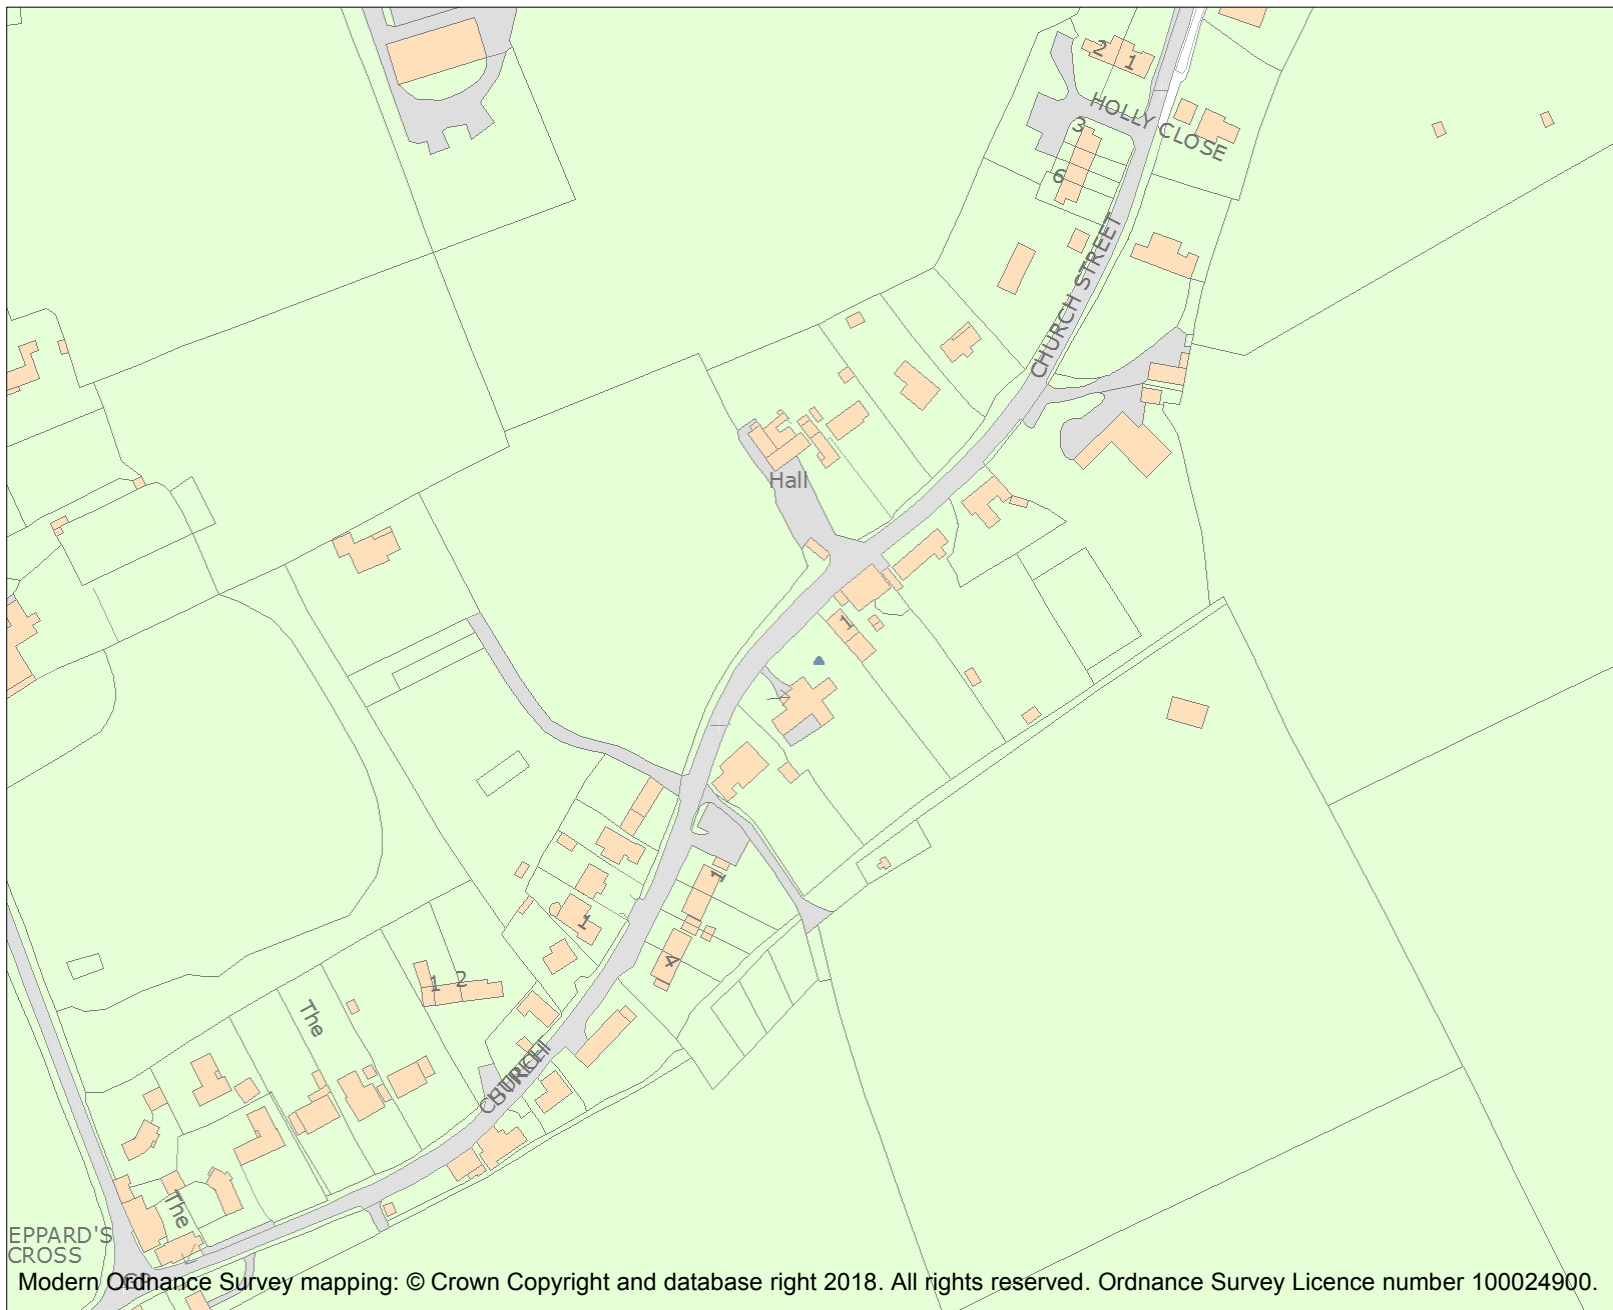 2
1
HOLLY CLOSE
3
6
CHURCH STREET
Hall
1
1
1
4
1 2
The
CHURCH
STREET
The
EPPARD'S
CROSS
Modern Ordnance Survey mapping: © Crown Copyright and database right 2018. All rights reserved. Ordnance Survey Licence number 100024900.